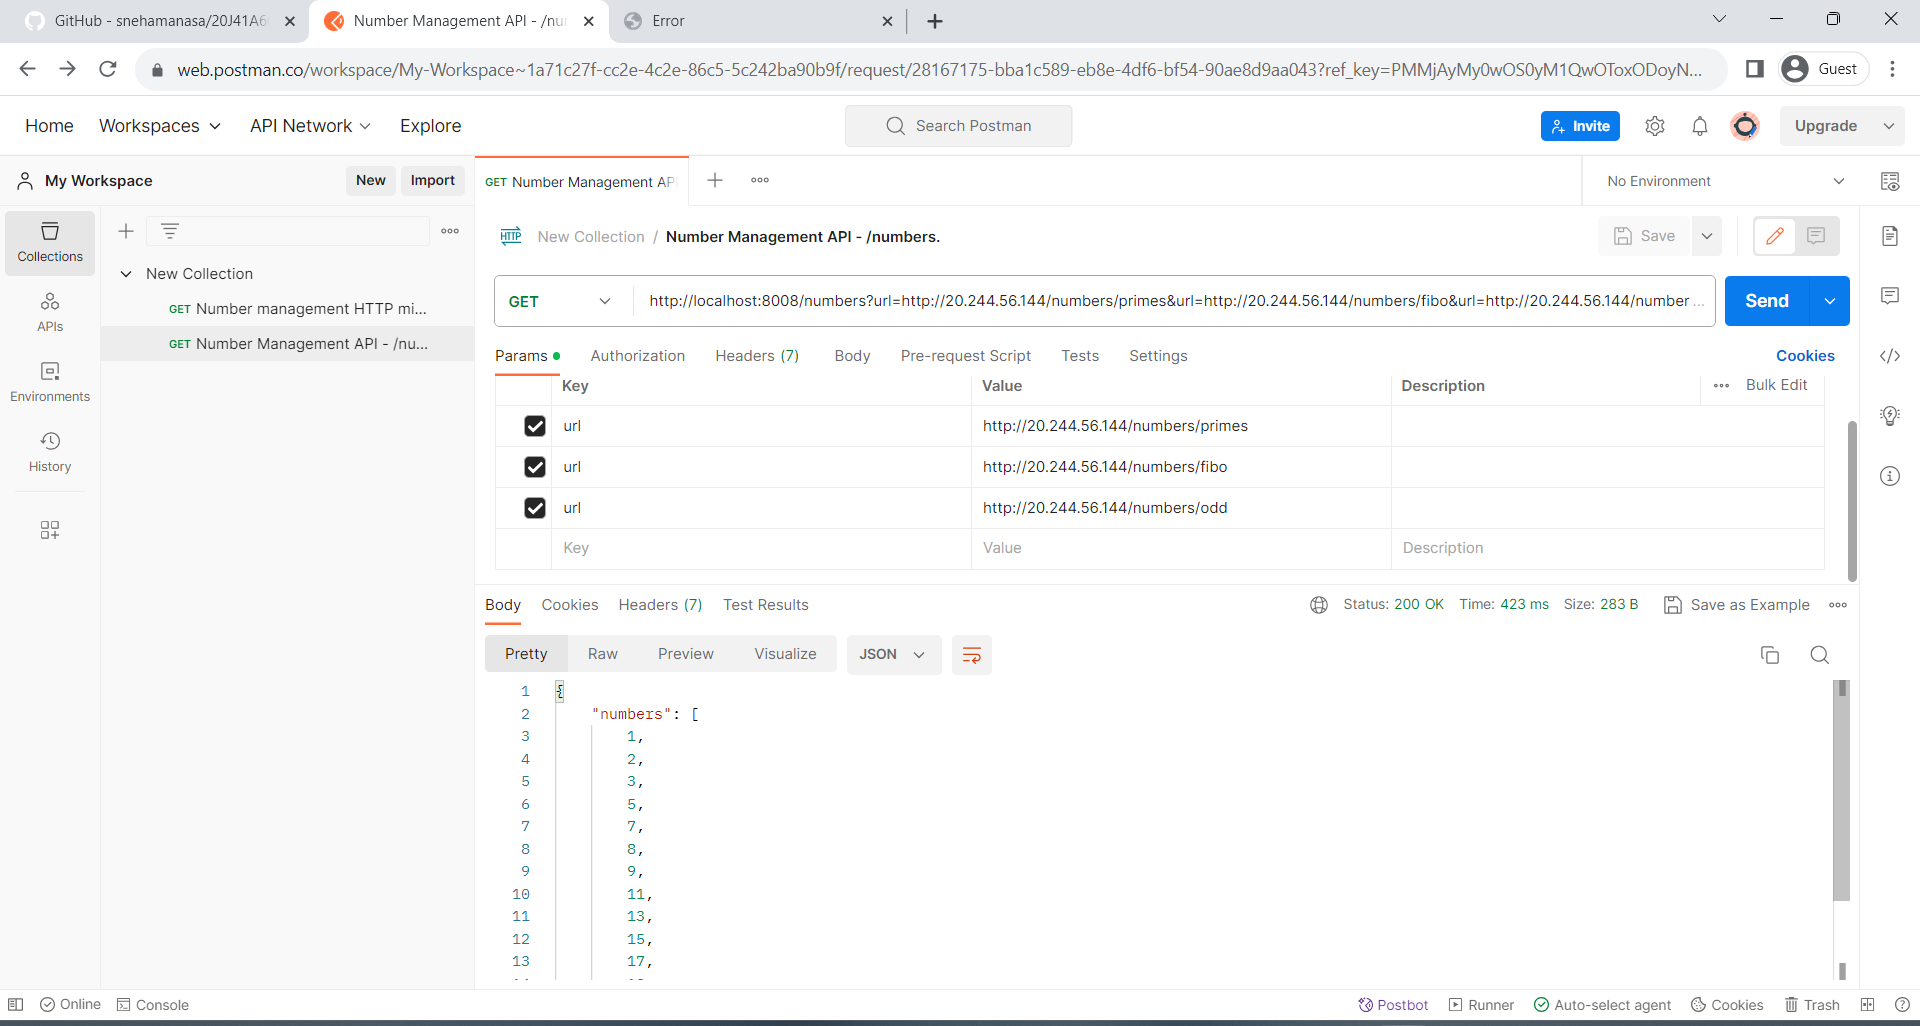 GitHub - snehamanasa/20J41A6
Number Management API - /nu
Error
web.postman.co/workspace/My-Workspace~1a71c27f-cc2e-4c2e-86c5-5c242ba90b9f/request/28167175-bba1c589-eb8e-4df6-bf54-90ae8d9aa043?ref_key=PMMjAyMy0wOS0yM1QwOToxODoyN...
Guest
Home
Workspaces
API Network
Explore
Search Postman
Invite
Upgrade
My Workspace
New
Import
GET Number Management AP
No Environment
Collections
New Collection
GET Number management HTTP mi...
GET Number Management API - /nu...
APIs
Environments
History
HTTP
New Collection / Number Management API - /numbers.
Save
GET
http://localhost:8008/numbers?url=http://20.244.56.144/numbers/primes&url=http://20.244.56.144/numbers/fibo&url=http://20.244.56.144/number ...
Send
Params
Authorization
Headers (7)
Body
Pre-request Script
Tests
Settings
Cookies
Key
Value
Description
Bulk Edit
url
http://20.244.56.144/numbers/primes
url
http://20.244.56.144/numbers/fibo
url
http://20.244.56.144/numbers/odd
Key
Value
Description
Body
Cookies
Headers (7)
Test Results
Status: 200 OK
Time: 423 ms
Size: 283 B
Save as Example
Pretty
Raw
Preview
Visualize
JSON
1 {
2 "numbers": [
3 1,
4 2,
5 3,
6 5,
7 7,
8 8,
9 9,
10 11,
11 13,
12 15,
13 17,
Online
Console
Postbot
Runner
Auto-select agent
Cookies
Trash